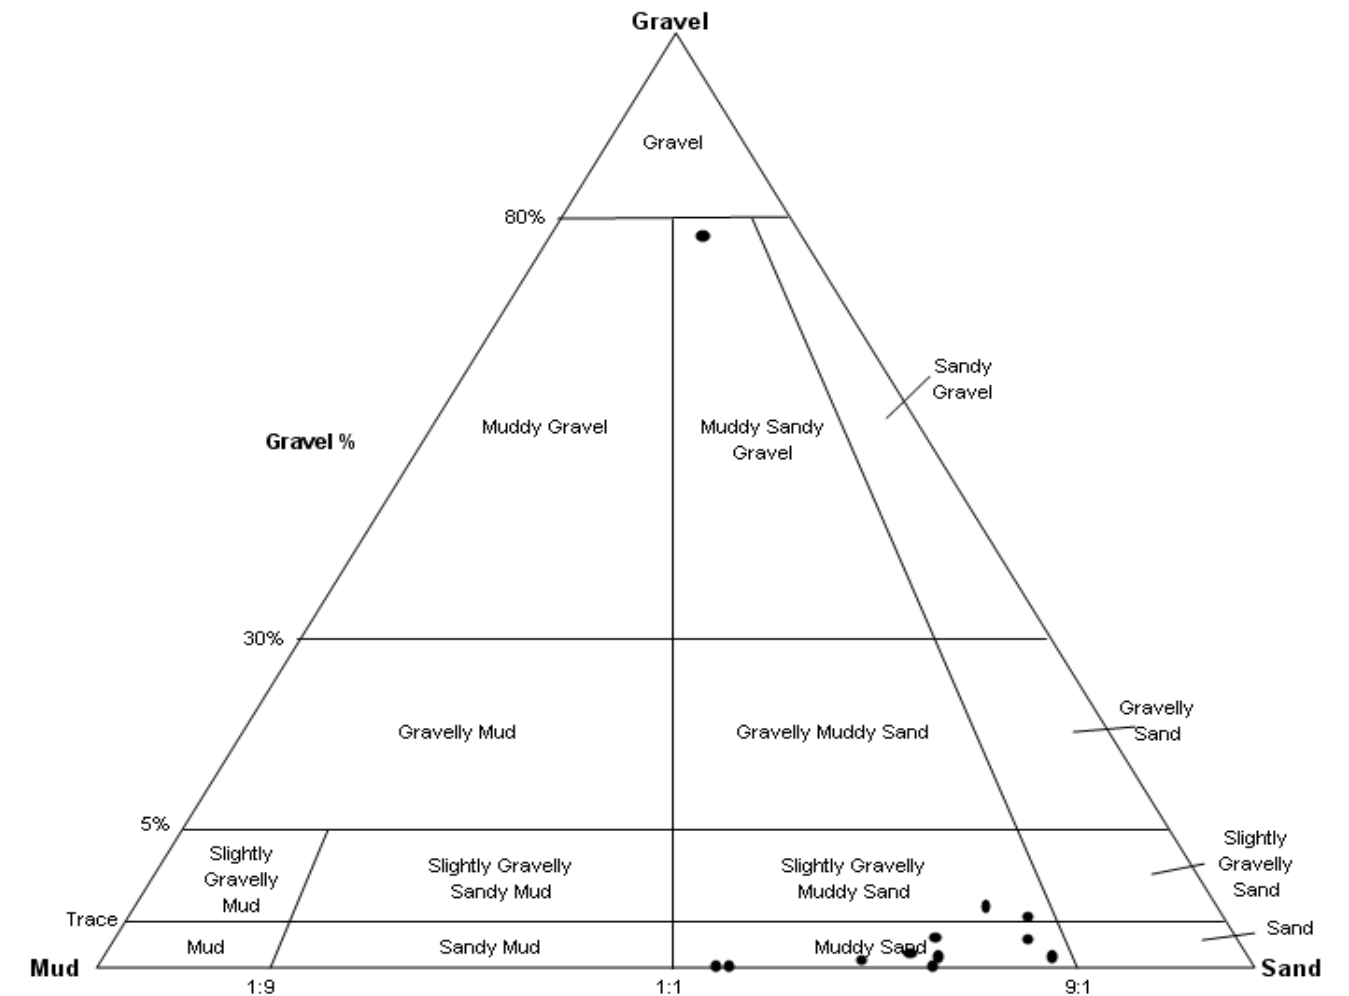 Gravel
Gravel
80%
Sandy
Gravel
Gravel %
Muddy Gravel
Muddy Sandy
Gravel
30%
Gravelly
Sand
Gravelly Mud
Gravelly Muddy Sand
5%
Slightly
Gravelly
Mud
Slightly Gravelly
Sandy Mud
Slightly Gravelly
Muddy Sand
Slightly
Gravelly
Sand
Trace
Mud
Sandy Mud
Muddy Sand
Sand
Mud
Sand
1:9
1:1
9:1